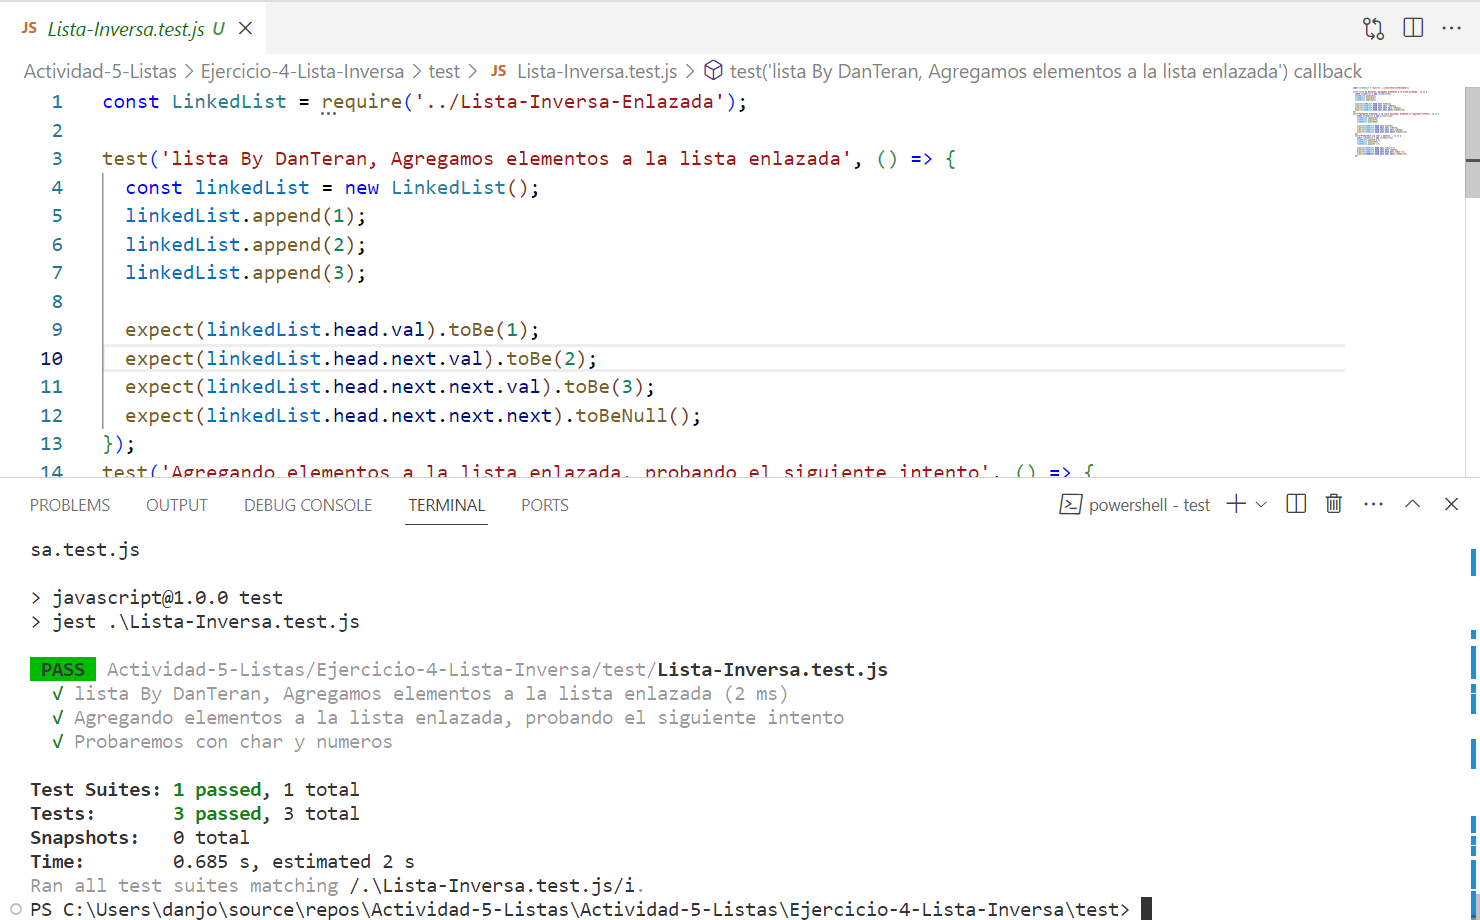 JS Lista-Inversa.test.js U
Actividad-5-Listas > Ejercicio-4-Lista-Inversa > test > JS Lista-Inversa.test.js > test('lista By DanTeran, Agregamos elementos a la lista enlazada') callback
1 const LinkedList = require('../Lista-Inversa-Enlazada');
2
3 test('lista By DanTeran, Agregamos elementos a la lista enlazada', () => {
4 const linkedList = new LinkedList();
5 linkedList.append(1);
6 linkedList.append(2);
7 linkedList.append(3);
8
9 expect(linkedList.head.val).toBe(1);
10 expect(linkedList.head.next.val).toBe(2);
11 expect(linkedList.head.next.next.val).toBe(3);
12 expect(linkedList.head.next.next.next).toBeNull();
13 });
14 test('Agregando elementos a la lista enlazada, probando el siguiente intento', () => {
PROBLEMS OUTPUT DEBUG CONSOLE TERMINAL PORTS powershell - test
sa.test.js
> javascript@1.0.0 test
> jest .\Lista-Inversa.test.js
PASS Actividad-5-Listas/Ejercicio-4-Lista-Inversa/test/Lista-Inversa.test.js
√ lista By DanTeran, Agregamos elementos a la lista enlazada (2 ms)
√ Agregando elementos a la lista enlazada, probando el siguiente intento
√ Probaremos con char y numeros
Test Suites: 1 passed, 1 total
Tests: 3 passed, 3 total
Snapshots: 0 total
Time: 0.685 s, estimated 2 s
Ran all test suites matching /.\Lista-Inversa.test.js/i.
PS C:\Users\danjo\source\repos\Actividad-5-Listas\Actividad-5-Listas\Ejercicio-4-Lista-Inversa\test>